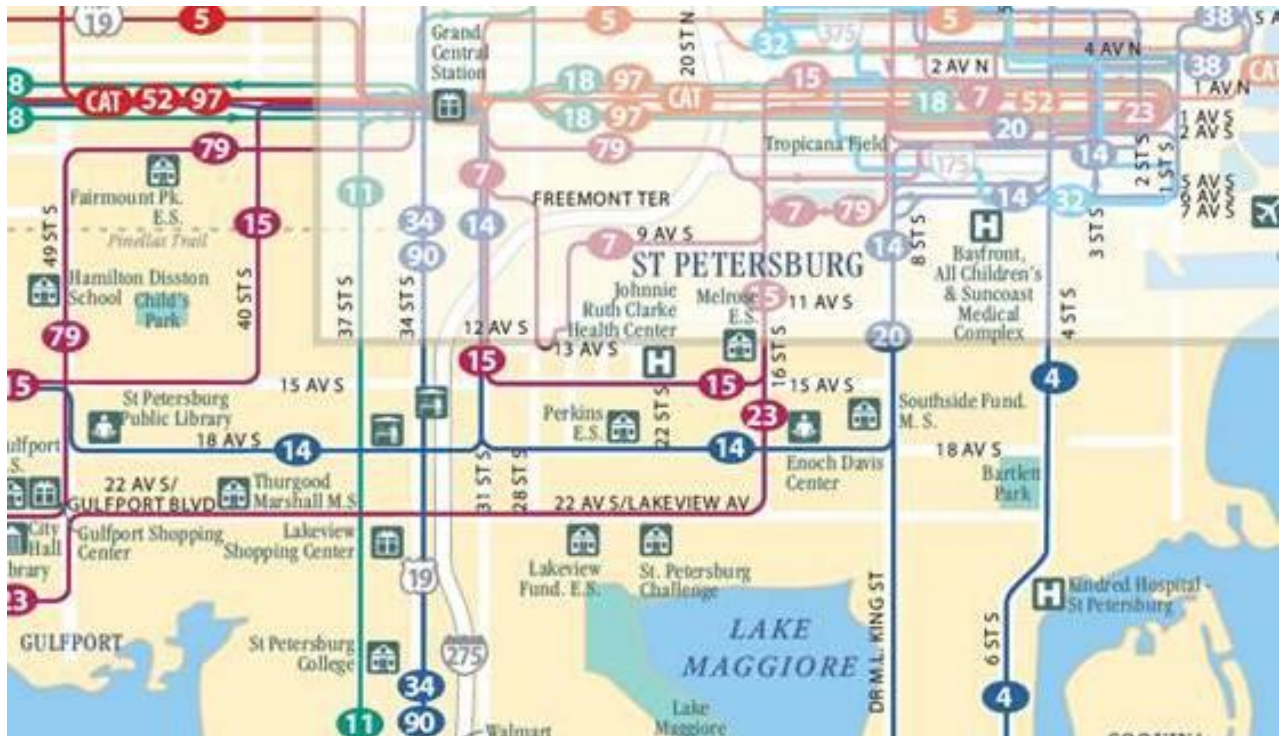 19
5
5
5
38
S A
32
375
4 AV N
Grand
Central
Station
20 ST N
2 AV N
38
8
18
97
15
CAT
CAT
52
97
CAT
18
7
52
1 AV N
8
18
97
23
1 AV S
2 AV S
20
79
79
Tropicana Field
175
14
2 ST S
1 ST S
Fairmount Pk.
E.S.
7
11
FREEMONT TER
14
32
5 AV S
6 AV S
7 AV S
7
79
15
34
14
49 ST S
Pinellas Trail
7
9 AV S
14
8 ST S
3 ST S
90
ST PETERSBURG
Bayfront,
All Children's
& Suncoast
Medical
Complex
Hamilton Disston
School
Child's
Park
40 ST S
37 ST S
34 ST S
Johnnie
Ruth Clarke
Health Center
Melrose
E.S.
15
11 AV S
4 ST S
79
12 AV S
13 AV S
20
15
16 ST S
15
15 AV S
15
15 AV S
4
St Petersburg
Public Library
Perkins
E.S.
22 ST S
23
Southside Fund.
M. S.
18 AV S
14
14
18 AV S
ulfport
S.
Enoch Davis
Center
Bartlett
Park
22 AV S/
GULFPORT BLVD
Thurgood
Marshall M.S
31 ST S
28 ST S
22 AV S/LAKEVIEW AV
City
Hall
brary
Gulfport Shopping
Center
Lakeview
Shopping Center
Lakeview
Fund. E.S.
St. Petersburg
Challenge
19
23
Kindred Hospital -
St Petersburg
GULFPORT
St Petersburg
College
275
LAKE
MAGGIORE
DR M.L. KING ST
6 ST S
34
4
11
90
Walmart
Lake
Maggiore